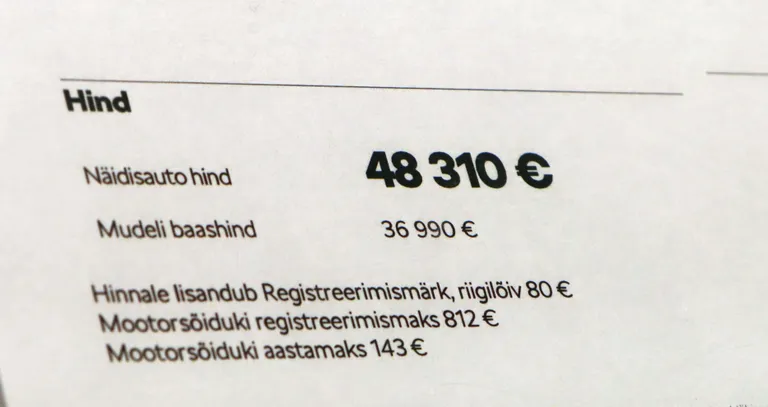 Hind
Näidisauto hind 48 310 €
Mudeli baashind 36 990 €
Hinnale lisandub Registreerimismärk, riigilõiv 80 €
Mootorsõiduki registreerimismaks 812 €
Mootorsõiduki aastamaks 143 €